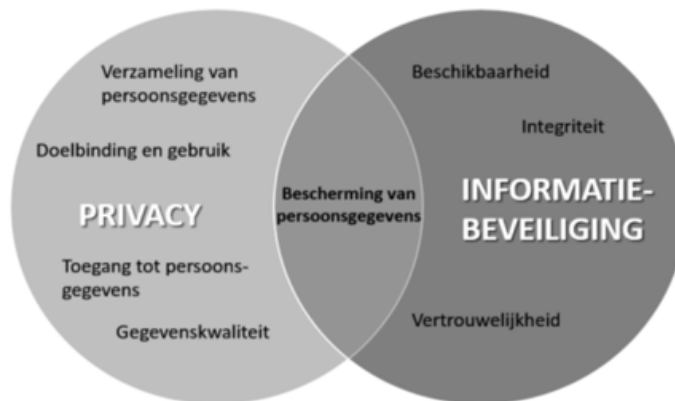 Verzameling van
persoonsgegevens
Doelbinding en gebruik
PRIVACY
Toegang tot persoons-
gegevens
Gegevenskwaliteit
Bescherming van
persoonsgegevens
Beschikbaarheid
Integriteit
INFORMATIE-
BEVEILIGING
Vertrouwelijkheid